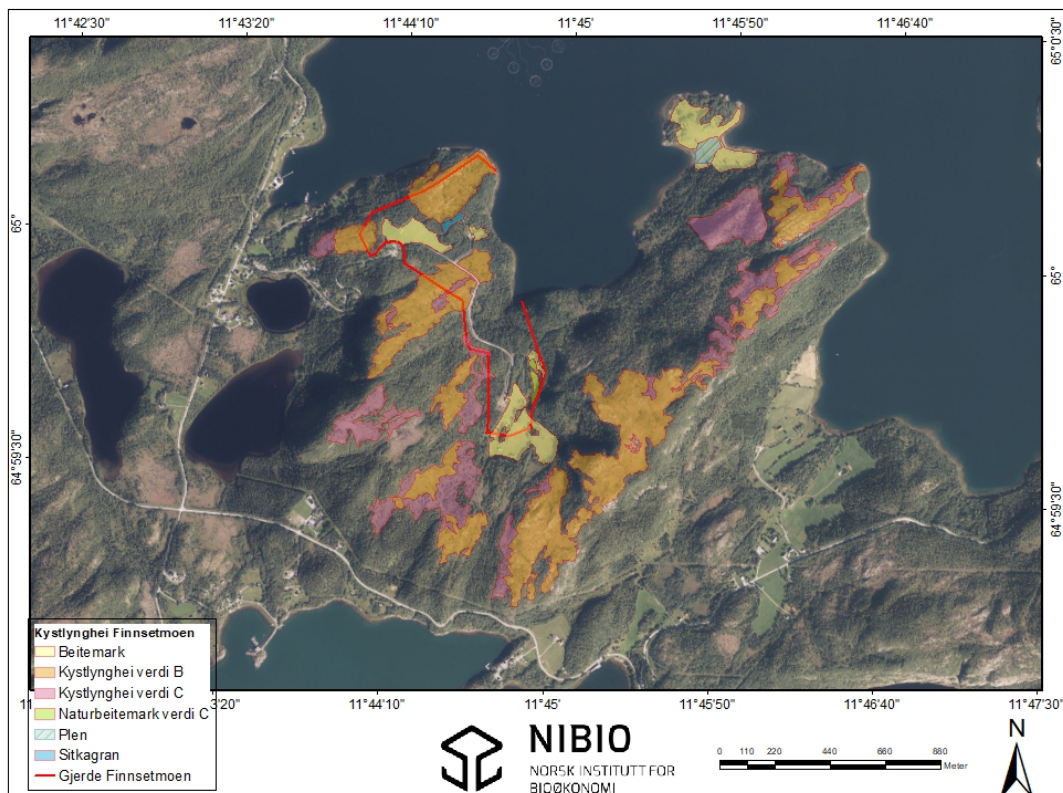 11°42'30" 11°43'20" 11°44'10" 11°45' 11°45'50" 11°46'40"
65°0'30"
65°
65°
64°59'30"
64°59'30"
Kystlynghei Finnsetmoen
Beitemark
Kystlynghei verdi B
Kystlynghei verdi C
Naturbeitemark verdi C
Plen
Sitkagran
Gjerde Finnsetmoen
11 3'20" 11°44'10" 11°45' 11°45'50" 11°46'40" 11°47'30"
NIBIO
NORSK INSTITUTT FOR
BIOØKONOMI
0 110 220 440 660 880
Meter
N